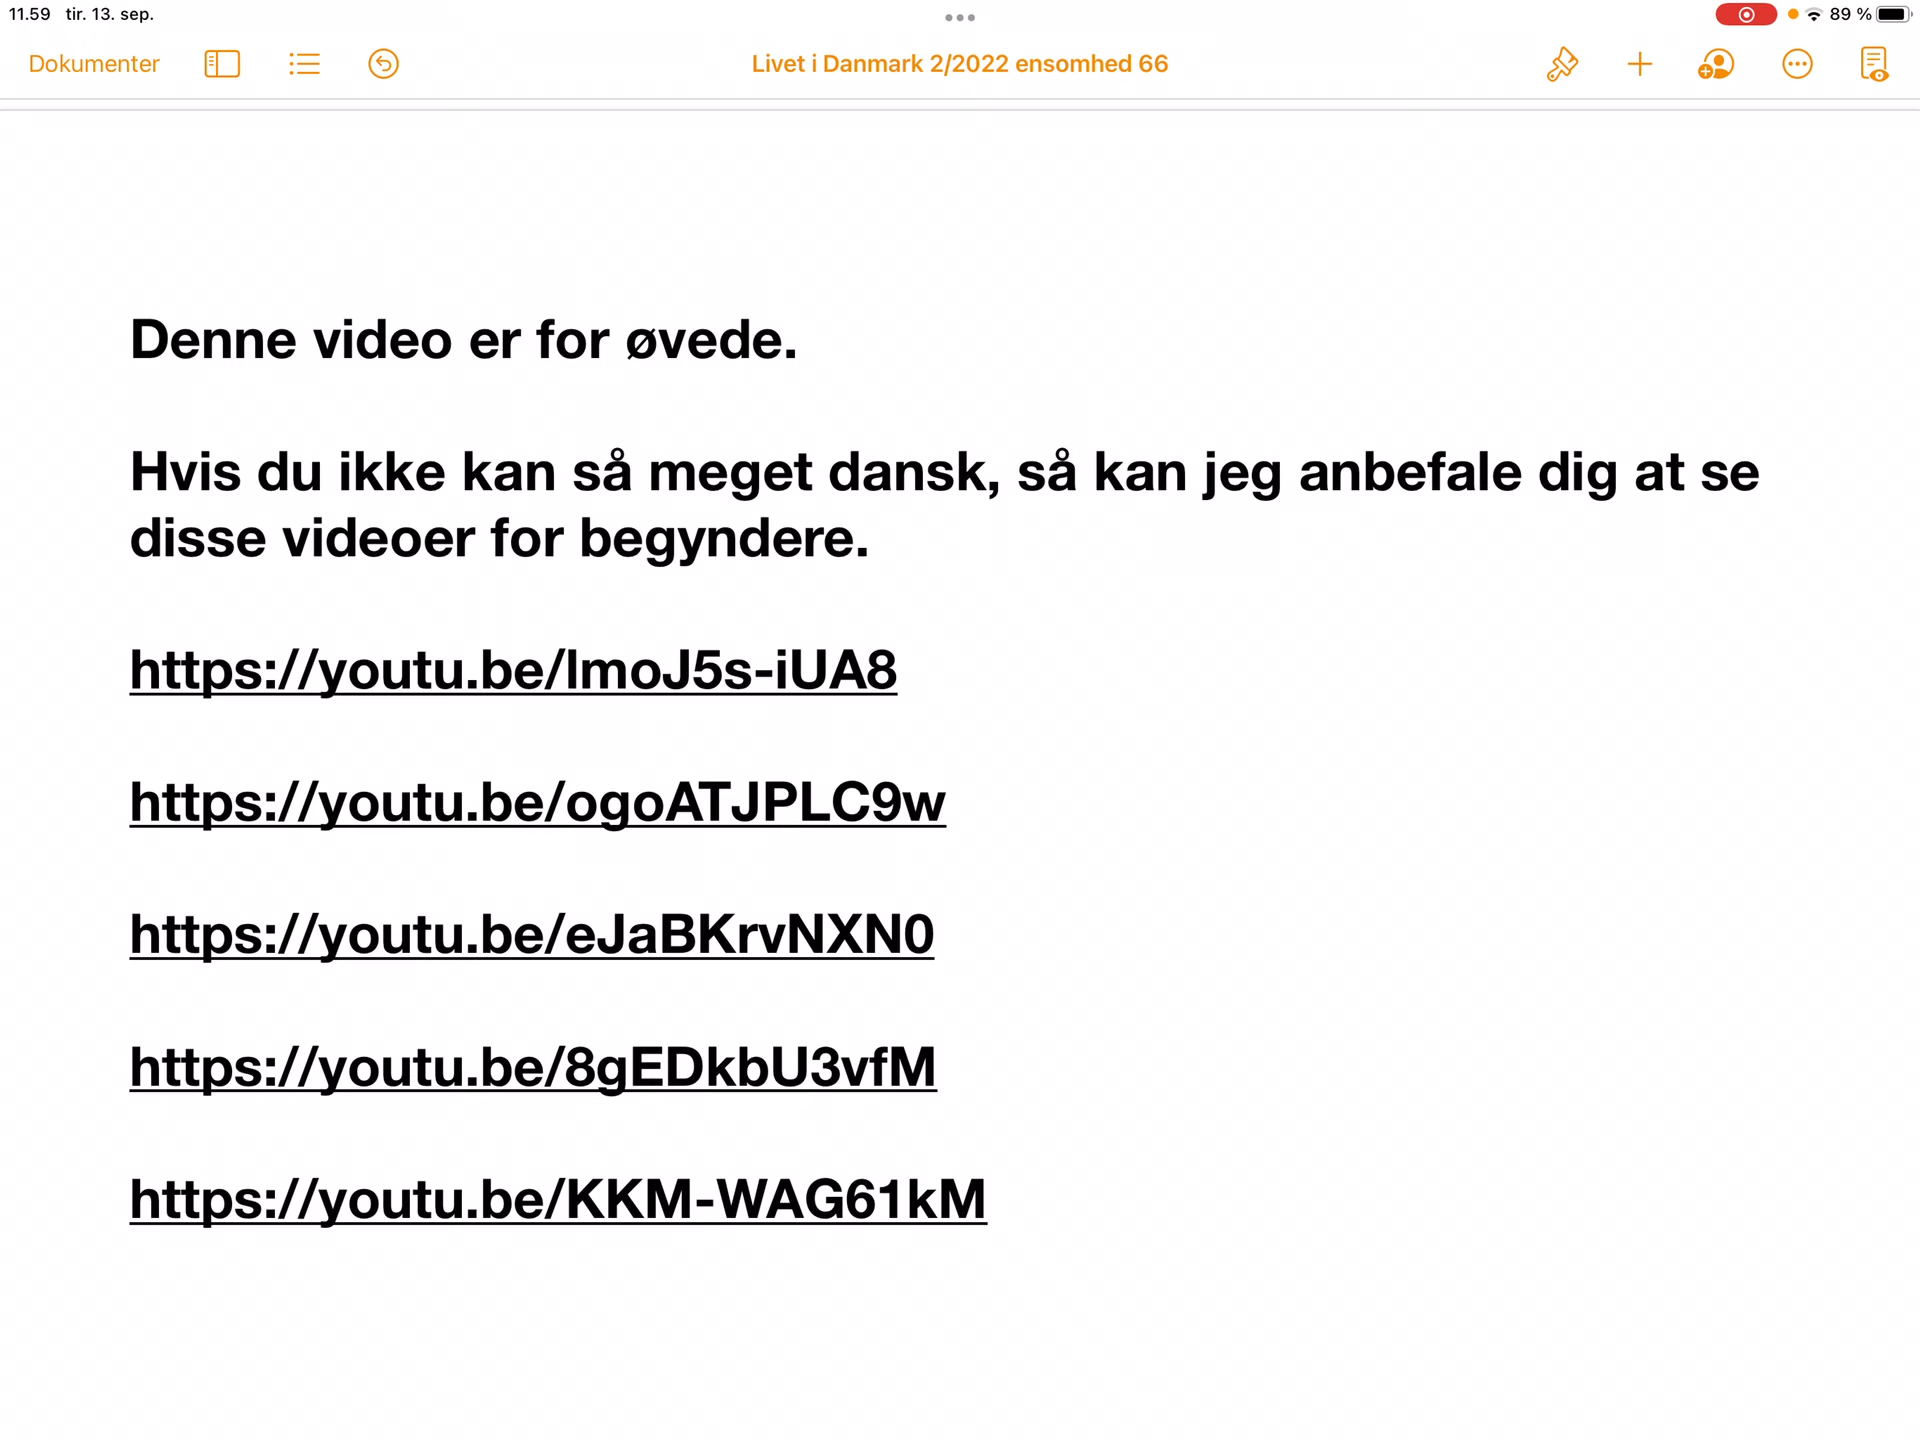 11.59 tir. 13. sep.
89 %
Dokumenter
Livet i Danmark 2/2022 ensomhed 66
Denne video er for øvede.
Hvis du ikke kan så meget dansk, så kan jeg anbefale dig at se
disse videoer for begyndere.
https://youtu.be/lmoJ5s-iUA8
https://youtu.be/ogoATJPLC9w
https://youtu.be/eJaBKrvNXN0
https://youtu.be/8gEDkbU3vfM
https://youtu.be/KKM-WAG61kM